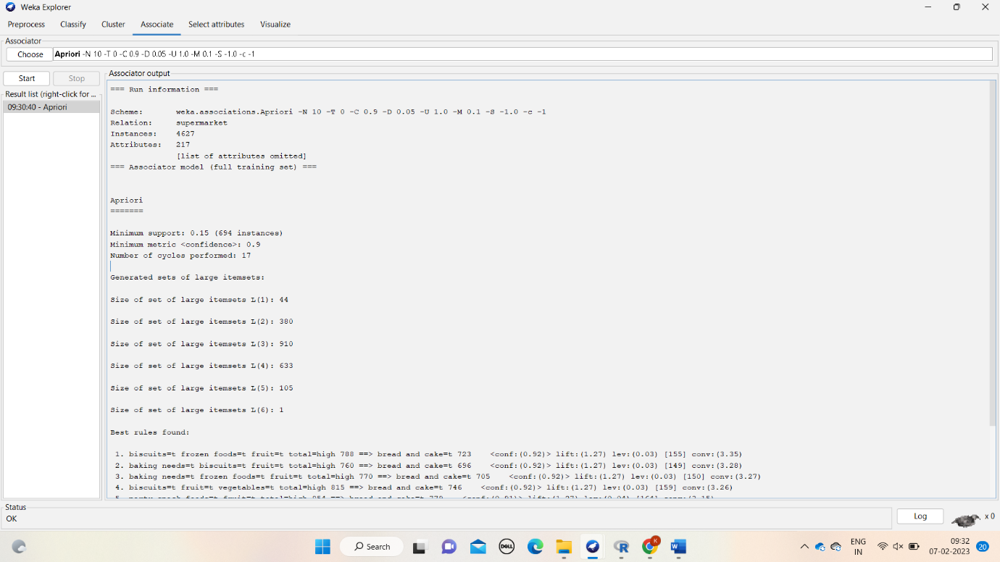 Weka Explorer
Preprocess Classify Cluster Associate Select attributes Visualize
Associator
Choose Apriori -N 10 -T 0 -C 0.9 -D 0.05 -U 1.0 -M 0.1 -S -1.0 -c -1
Start Stop
Result list (right-click for ...
09:30:40 - Apriori
Associator output
=== Run information ===
Scheme: weka.associations.Apriori -N 10 -T 0 -C 0.9 -D 0.05 -U 1.0 -M 0.1 -S -1.0 -c -1
Relation: supermarket
Instances: 4627
Attributes: 217
[list of attributes omitted]
=== Associator model (full training set) ===
Apriori
=======
Minimum support: 0.15 (694 instances)
Minimum metric <confidence>: 0.9
Number of cycles performed: 17
Generated sets of large itemsets:
Size of set of large itemsets L(1): 44
Size of set of large itemsets L(2): 380
Size of set of large itemsets L(3): 910
Size of set of large itemsets L(4): 633
Size of set of large itemsets L(5): 105
Size of set of large itemsets L(6): 1
Best rules found:
1. biscuits=t frozen foods=t fruit=t total=high 788 ==> bread and cake=t 723 <conf:(0.92)> lift:(1.27) lev:(0.03) [155] conv:(3.35)
2. baking needs=t biscuits=t fruit=t total=high 760 ==> bread and cake=t 696 <conf:(0.92)> lift:(1.27) lev:(0.03) [149] conv:(3.28)
3. baking needs=t frozen foods=t fruit=t total=high 770 ==> bread and cake=t 705 <conf:(0.92)> lift:(1.27) lev:(0.03) [150] conv:(3.27)
4. biscuits=t fruit=t vegetables=t total=high 815 ==> bread and cake=t 746 <conf:(0.92)> lift:(1.27) lev:(0.03) [159] conv:(3.26)
5. party snack foods=t fruit=t total=high 854 ==> bread and cake=t 779 <conf:(0.91)> lift:(1.27) lev:(0.04) [164] conv:(3.15)
Status
OK
Log x 0
Search
DELL
K
R
W
ENG
IN
09:32
07-02-2023
20